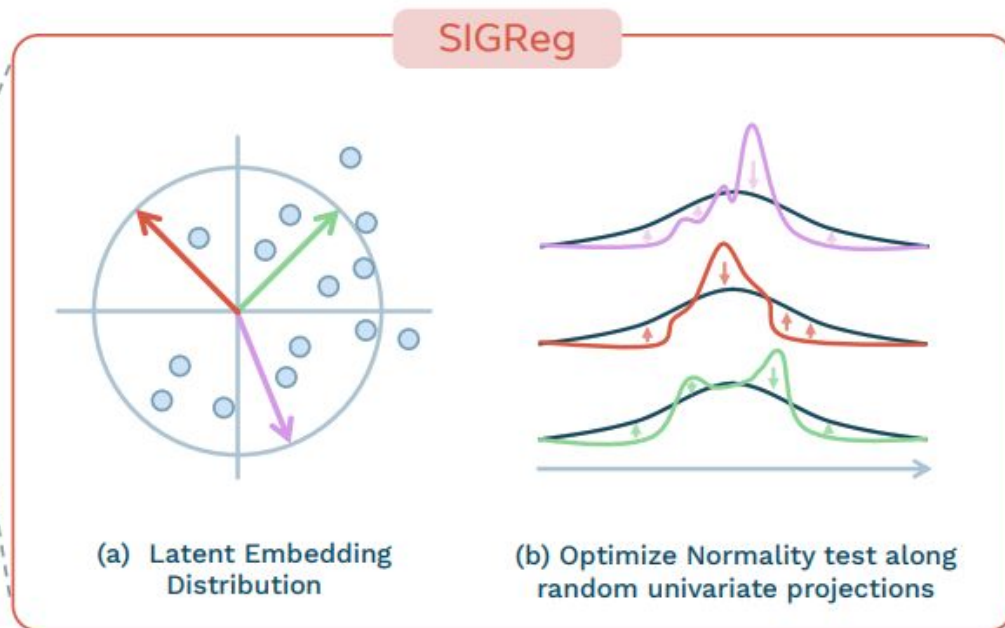 SIGReg
(a) Latent Embedding
Distribution
(b) Optimize Normality test along
random univariate projections